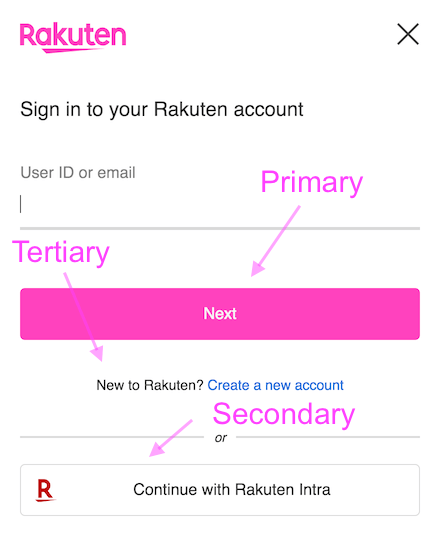 Rakuten
Sign in to your Rakuten account
User ID or email
Primary
Tertiary
Next
New to Rakuten? Create a new account
Secondary
or
R Continue with Rakuten Intra